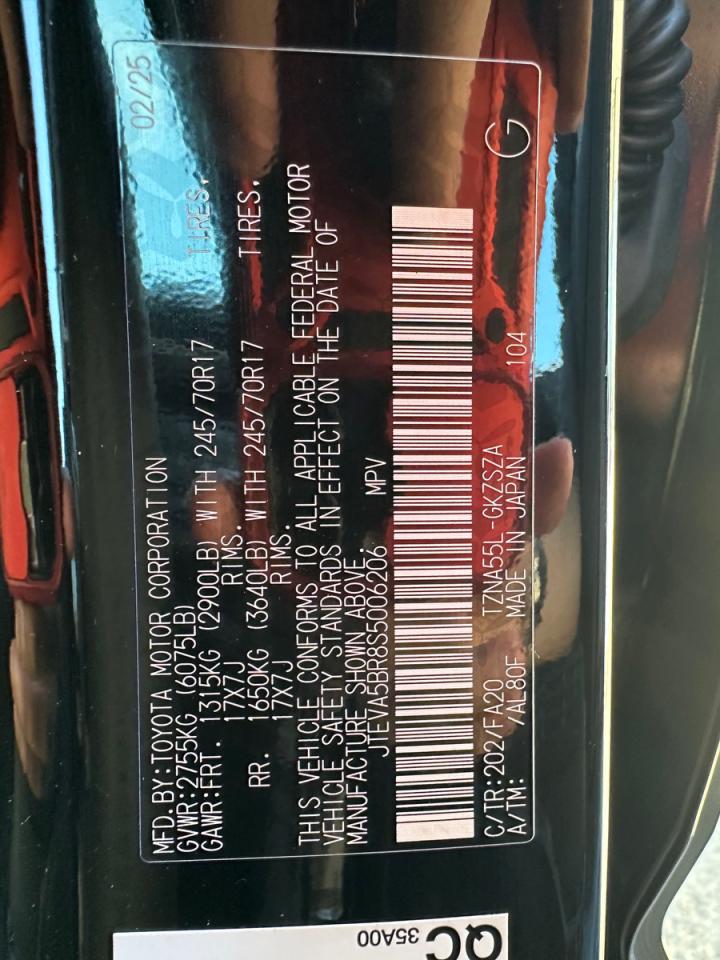 MFD.BY:TOYOTA MOTOR CORPORATION 02/25
GVWR:2755KG (6075LB)
GAWR:FRT. 1315KG (2900LB) WITH 245/70R17 TIRES,
17X7J RIMS.
RR. 1650KG (3640LB) WITH 245/70R17 TIRES,
17X7J RIMS.
THIS VEHICLE CONFORMS TO ALL APPLICABLE FEDERAL MOTOR
VEHICLE SAFETY STANDARDS IN EFFECT ON THE DATE OF
MANUFACTURE SHOWN ABOVE.
JTEVA5BR8S5006206 MPV
C/TR:202/FA20 TZNA55L-GKZSZA
A/TM: /AL80F MADE IN JAPAN 104 G
QC
35A00